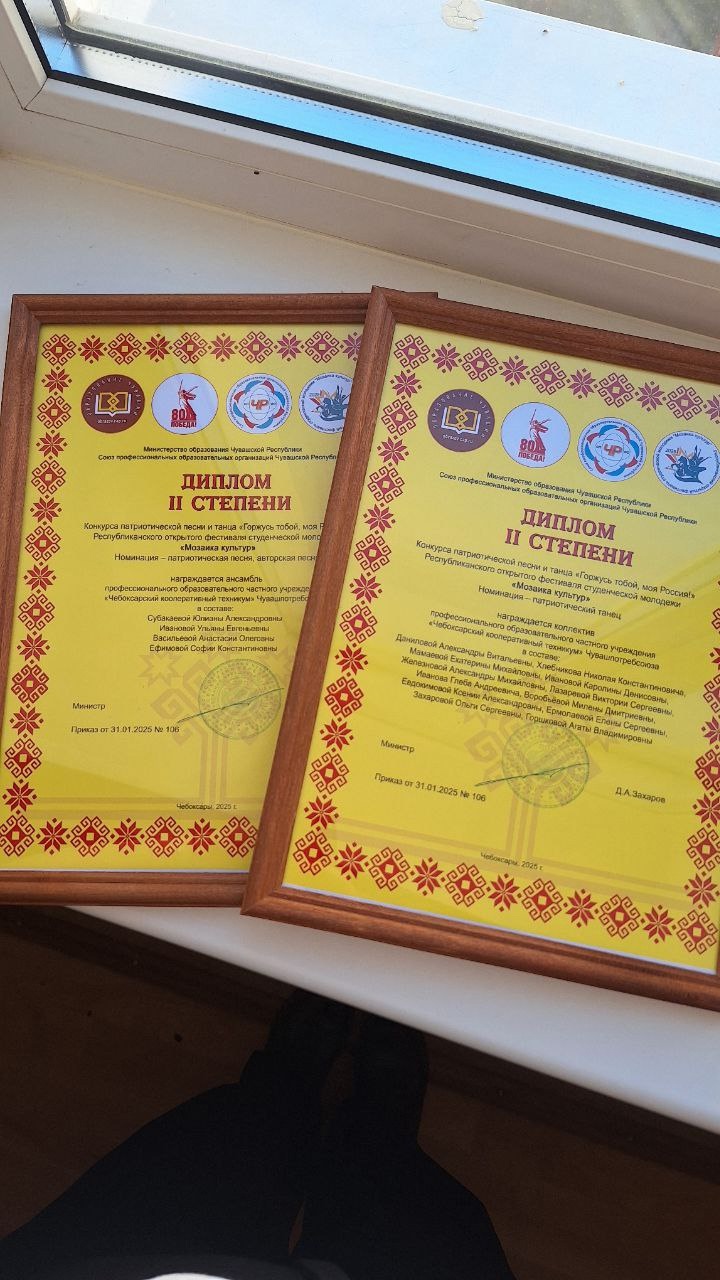 80
ПОБЕДА!
ЧР
Министерство образования Чувашской Республики
Союз профессиональных образовательных организаций Чувашской
ДИПЛОМ
II СТЕПЕНИ
Конкурса патриотической песни и танца «Горжусь тобой, моя
Республиканского открытого фестиваля студенческой
«Мозаика культур»
Номинация – патриотическая песня, авторская
награждается ансамбль
профессионального образовательного частного
«Чебоксарский кооперативный техникум»
в составе:
Субакаевой Юлианы Александровны
Ивановой Ульяны Евгеньевны
Васильевой Анастасии Олеговны
Ефимовой Софии Константиновны
Министр
Приказ от 31.01.2025 № 106
Чебоксары, 2025 г.
80
ПОБЕДА!
ЧР
Министерство образования Чувашской Республики
Союз профессиональных образовательных организаций Чувашской Республики
ДИПЛОМ
II СТЕПЕНИ
Конкурса патриотической песни и танца «Горжусь тобой, моя Россия!»
Республиканского открытого фестиваля студенческой молодежи
«Мозаика культур»
Номинация – патриотический танец
награждается коллектив
профессионального образовательного частного учреждения
«Чебоксарский кооперативный техникум» Чувашпотребсоюза
в составе:
Даниловой Александры Витальевны, Хлебникова Николая Константиновича,
Мамаевой Екатерины Михайловны, Ивановой Каролины Денисовны,
Железновой Александры Михайловны, Лазаревой Виктории Сергеевны,
Иванова Глеба Андреевича, Воробьёвой Милены Дмитриевны,
Евдокимовой Ксении Александровны, Ермолаевой Елены Сергеевны,
Захаровой Ольги Сергеевны, Горшковой Агаты Владимировны
Министр
Д.А.Захаров
Приказ от 31.01.2025 № 106
Чебоксары, 2025 г.